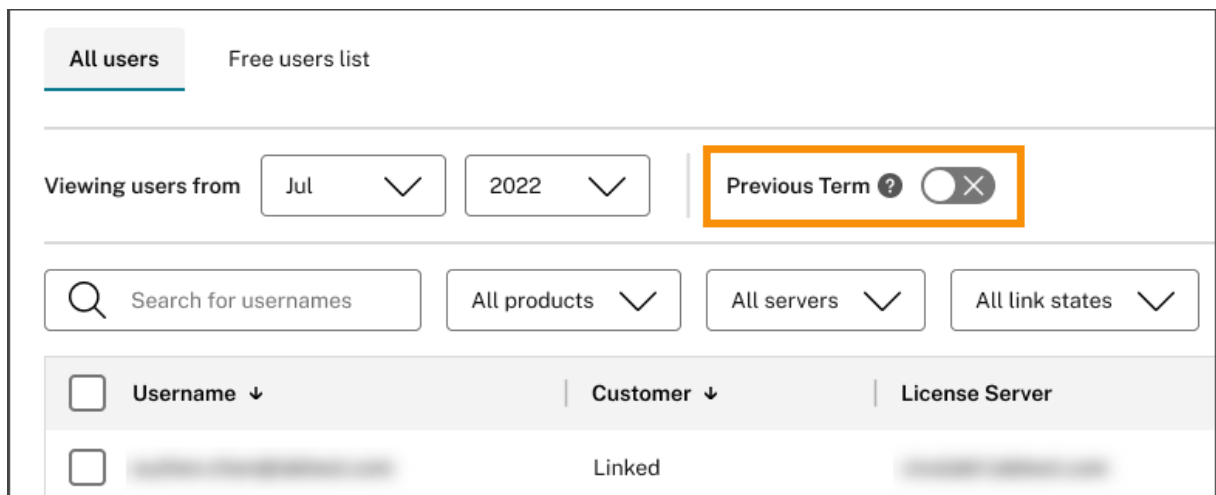 All users Free users list
Viewing users from Jul 2022 Previous Term ?
Search for usernames All products All servers All link states
Username ↓ Customer ↓ License Server
Linked